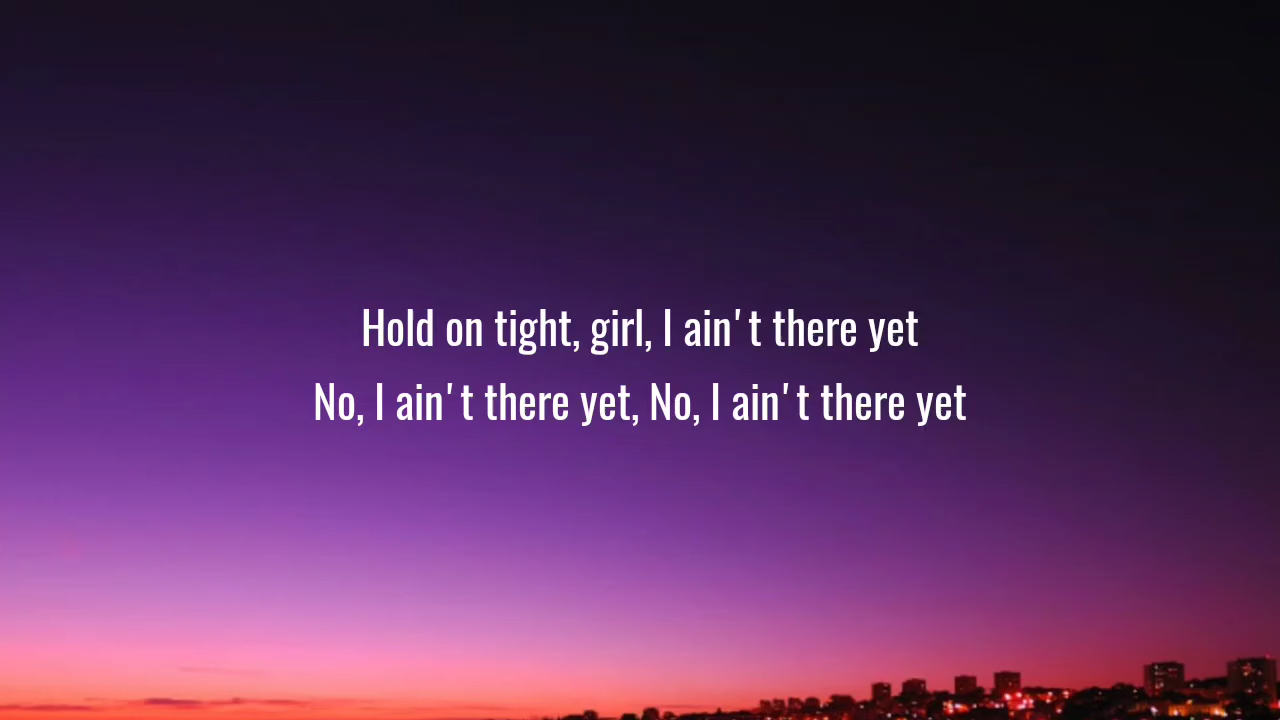 Hold on tight, girl, I ain't there yet
No, I ain't there yet, No, I ain't there yet